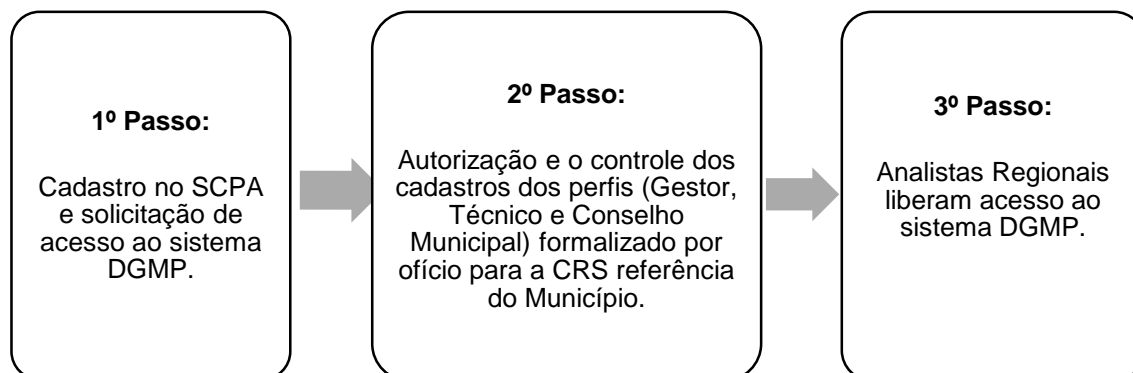 1º Passo:
Cadastro no SCPA
e solicitação de
acesso ao sistema
DGMP.
2º Passo:
Autorização e o controle dos
cadastros dos perfis (Gestor,
Técnico e Conselho
Municipal) formalizado por
ofício para a CRS referência
do Município.
3º Passo:
Analistas Regionais
liberam acesso ao
sistema DGMP.